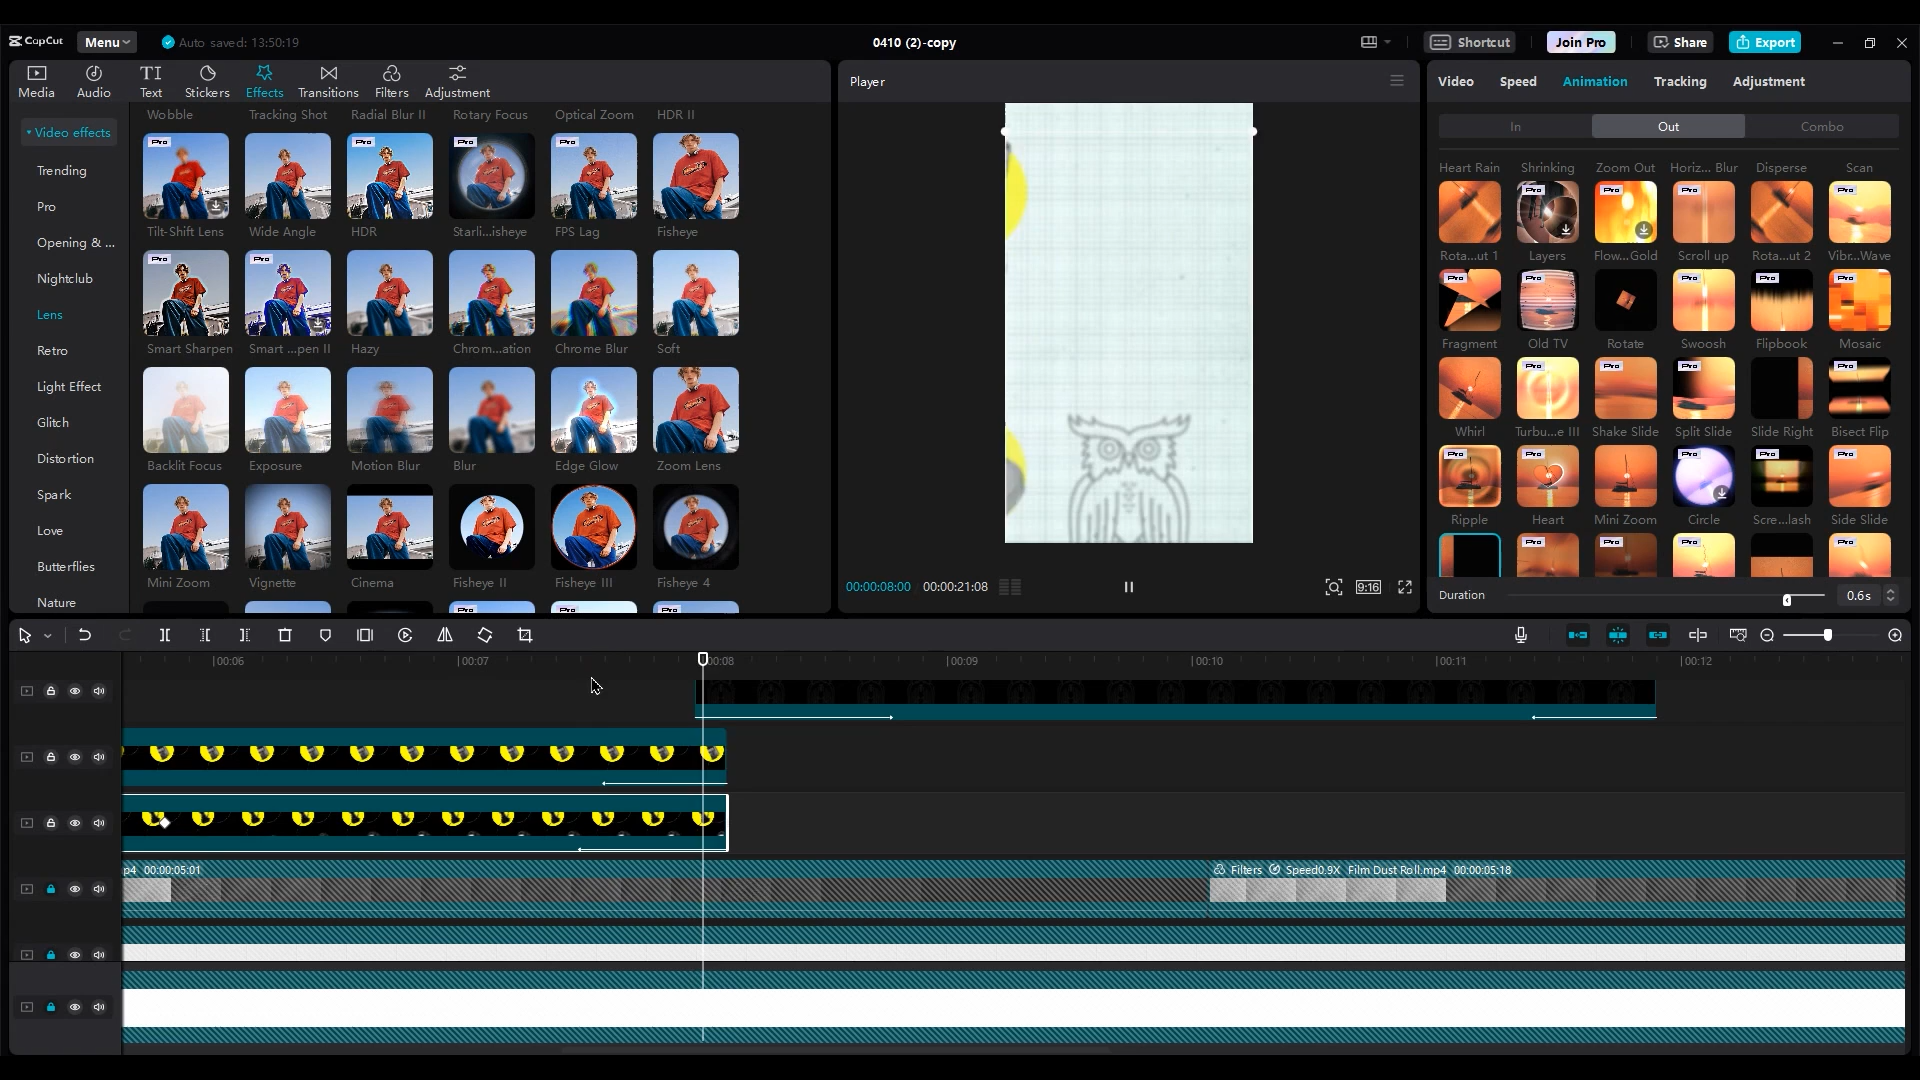 CapCut
Menu
Auto saved: 13:50:19
0410 (2)-copy
Shortcut
Join Pro
Share
Export
Media
Audio
TI
Text
Stickers
Effects
Transitions
Filters
Adjustment
Video effects
Trending
Pro
Opening & ...
Nightclub
Lens
Retro
Light Effect
Glitch
Distortion
Spark
Love
Butterflies
Nature
Wobble Tracking Shot Radial Blur II Rotary Focus Optical Zoom HDR II
Pro Pro Pro Pro
Tilt-Shift Lens Wide Angle HDR Starli...isheye FPS Lag Fisheye
Pro Pro
Smart Sharpen Smart ...pen II Hazy Chrom...ation Chrome Blur Soft
Backlit Focus Exposure Motion Blur Blur Edge Glow Zoom Lens
Mini Zoom Vignette Cinema Fisheye II Fisheye III Fisheye 4
Pro Pro Pro
Player
00:00:08:00 00:00:21:08
9:16
Video Speed Animation Tracking Adjustment
In Out Combo
Heart Rain Shrinking Zoom Out Horiz... Blur Disperse Scan
Pro Pro Pro Pro Pro
Rota...ut 1 Layers Flow...Gold Scroll up Rota...ut 2 Vibr...Wave
Pro Pro Pro Pro Pro
Fragment Old TV Rotate Swoosh Flipbook Mosaic
Pro Pro Pro Pro
Whirl Turbu...e III Shake Slide Split Slide Slide Right Bisect Flip
Pro Pro Pro Pro Pro Pro
Ripple Heart Mini Zoom Circle Scre...lash Side Slide
Pro Pro Pro Pro Pro
Duration 0.6s
00:06 00:07 00:08 00:09 00:10 00:11 00:12
p4 00:00:05:01
Filters Speed0.9X Film Dust Roll.mp4 00:00:05:18